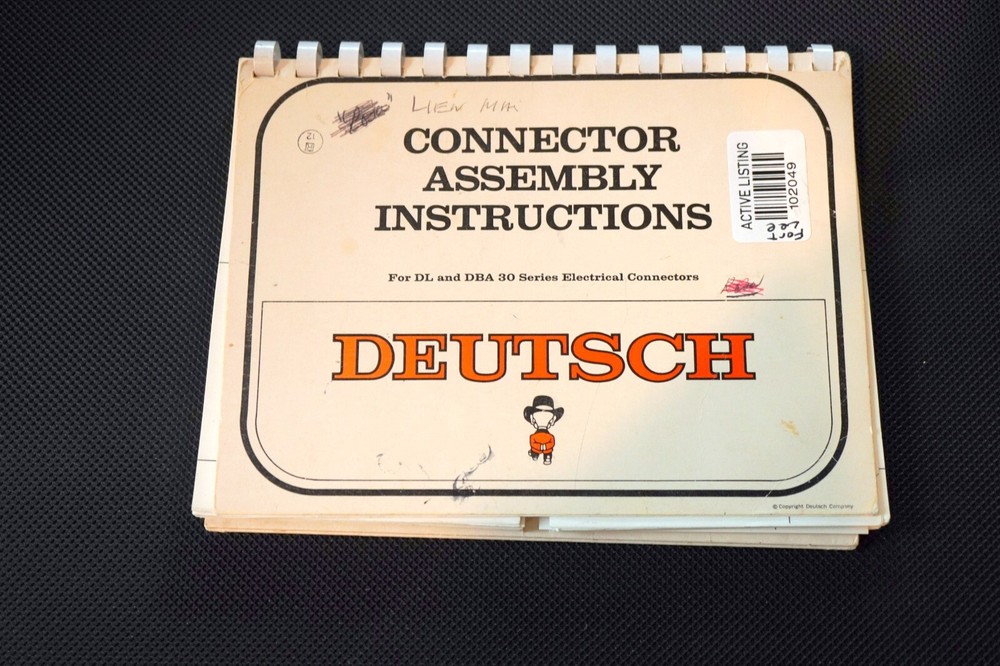 LIEN MM
CONNECTOR
ASSEMBLY
INSTRUCTIONS
ACTIVE LISTING
102049
For DL and DBA 30 Series Electrical Connectors
DEUTSCH
© Copyright Deutsch Company